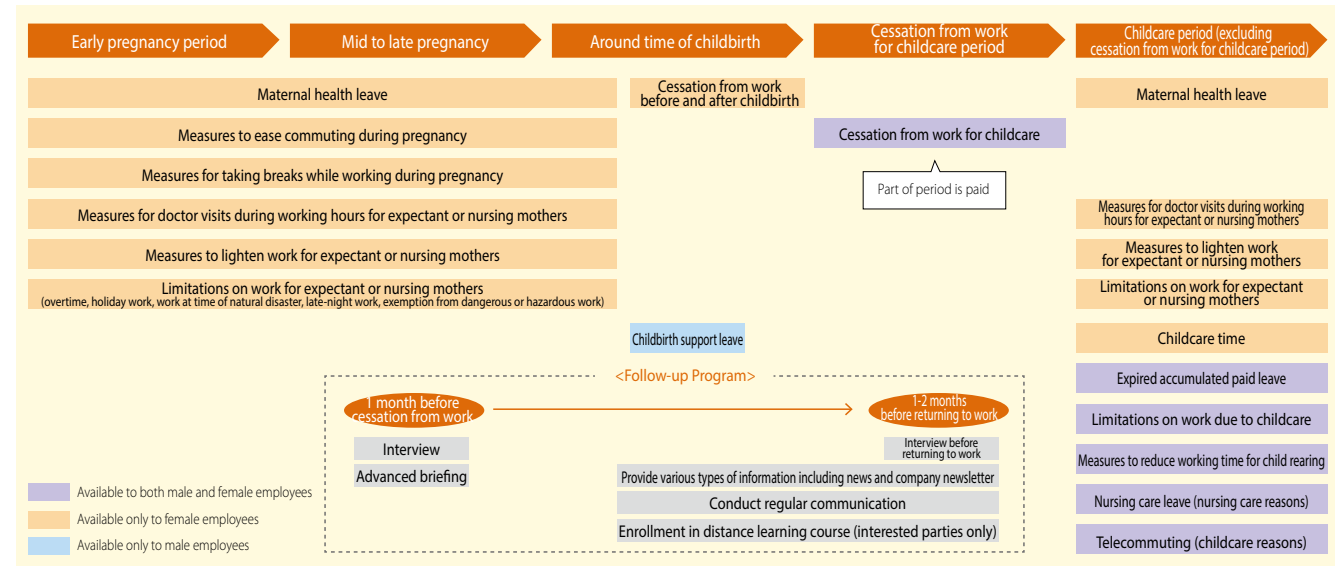 Early pregnancy period
Mid to late pregnancy
Around time of childbirth
Cessation from work
for childcare period
Childcare period (excluding
cessation from work for childcare period)
Maternal health leave
Cessation from work
before and after childbirth
Maternal health leave
Measures to ease commuting during pregnancy
Cessation from work for childcare
Measures for taking breaks while working during pregnancy
Part of period is paid
Measures for doctor visits during working hours for expectant or nursing mothers
Measures for doctor visits during working
hours for expectant or nursing mothers
Measures to lighten work for expectant or nursing mothers
Measures to lighten work
for expectant or nursing mothers
Limitations on work for expectant or nursing mothers
(overtime, holiday work, work at time of natural disaster, late-night work, exemption from dangerous or hazardous work)
Limitations on work for expectant
or nursing mothers
Childbirth support leave
Childcare time
<Follow-up Program>
Expired accumulated paid leave
1 month before
cessation from work
1-2 months
before returning to work
Limitations on work due to childcare
Interview
Interview before
returning to work
Measures to reduce working time for child rearing
Advanced briefing
Provide various types of information including news and company newsletter
Available to both male and female employees
Conduct regular communication
Nursing care leave (nursing care reasons)
Available only to female employees
Enrollment in distance learning course (interested parties only)
Available only to male employees
Telecommuting (childcare reasons)